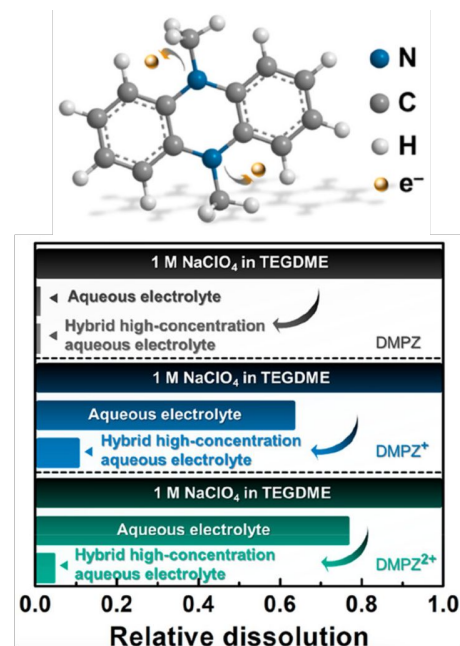 N
C
H
e⁻
1 M NaClO₄ in TEGDME
Aqueous electrolyte
Hybrid high-concentration
aqueous electrolyte
DMPZ
1 M NaClO₄ in TEGDME
Aqueous electrolyte
Hybrid high-concentration
aqueous electrolyte
DMPZ⁺
1 M NaClO₄ in TEGDME
Aqueous electrolyte
Hybrid high-concentration
aqueous electrolyte
DMPZ²⁺
0.0 0.2 0.4 0.6 0.8 1.0
Relative dissolution